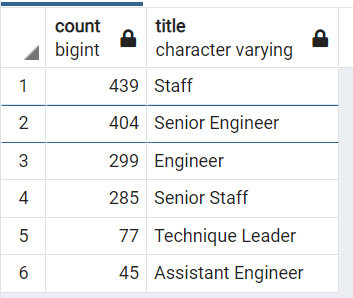 count title
bigint character varying
1 439 Staff
2 404 Senior Engineer
3 299 Engineer
4 285 Senior Staff
5 77 Technique Leader
6 45 Assistant Engineer